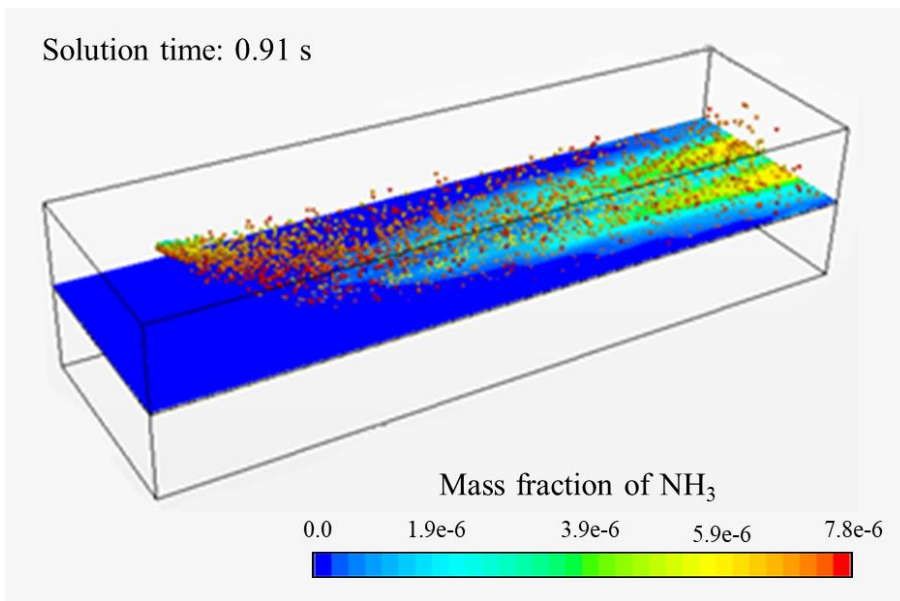 Solution time: 0.91 s
Mass fraction of NH₃
0.0 1.9e-6 3.9e-6 5.9e-6 7.8e-6